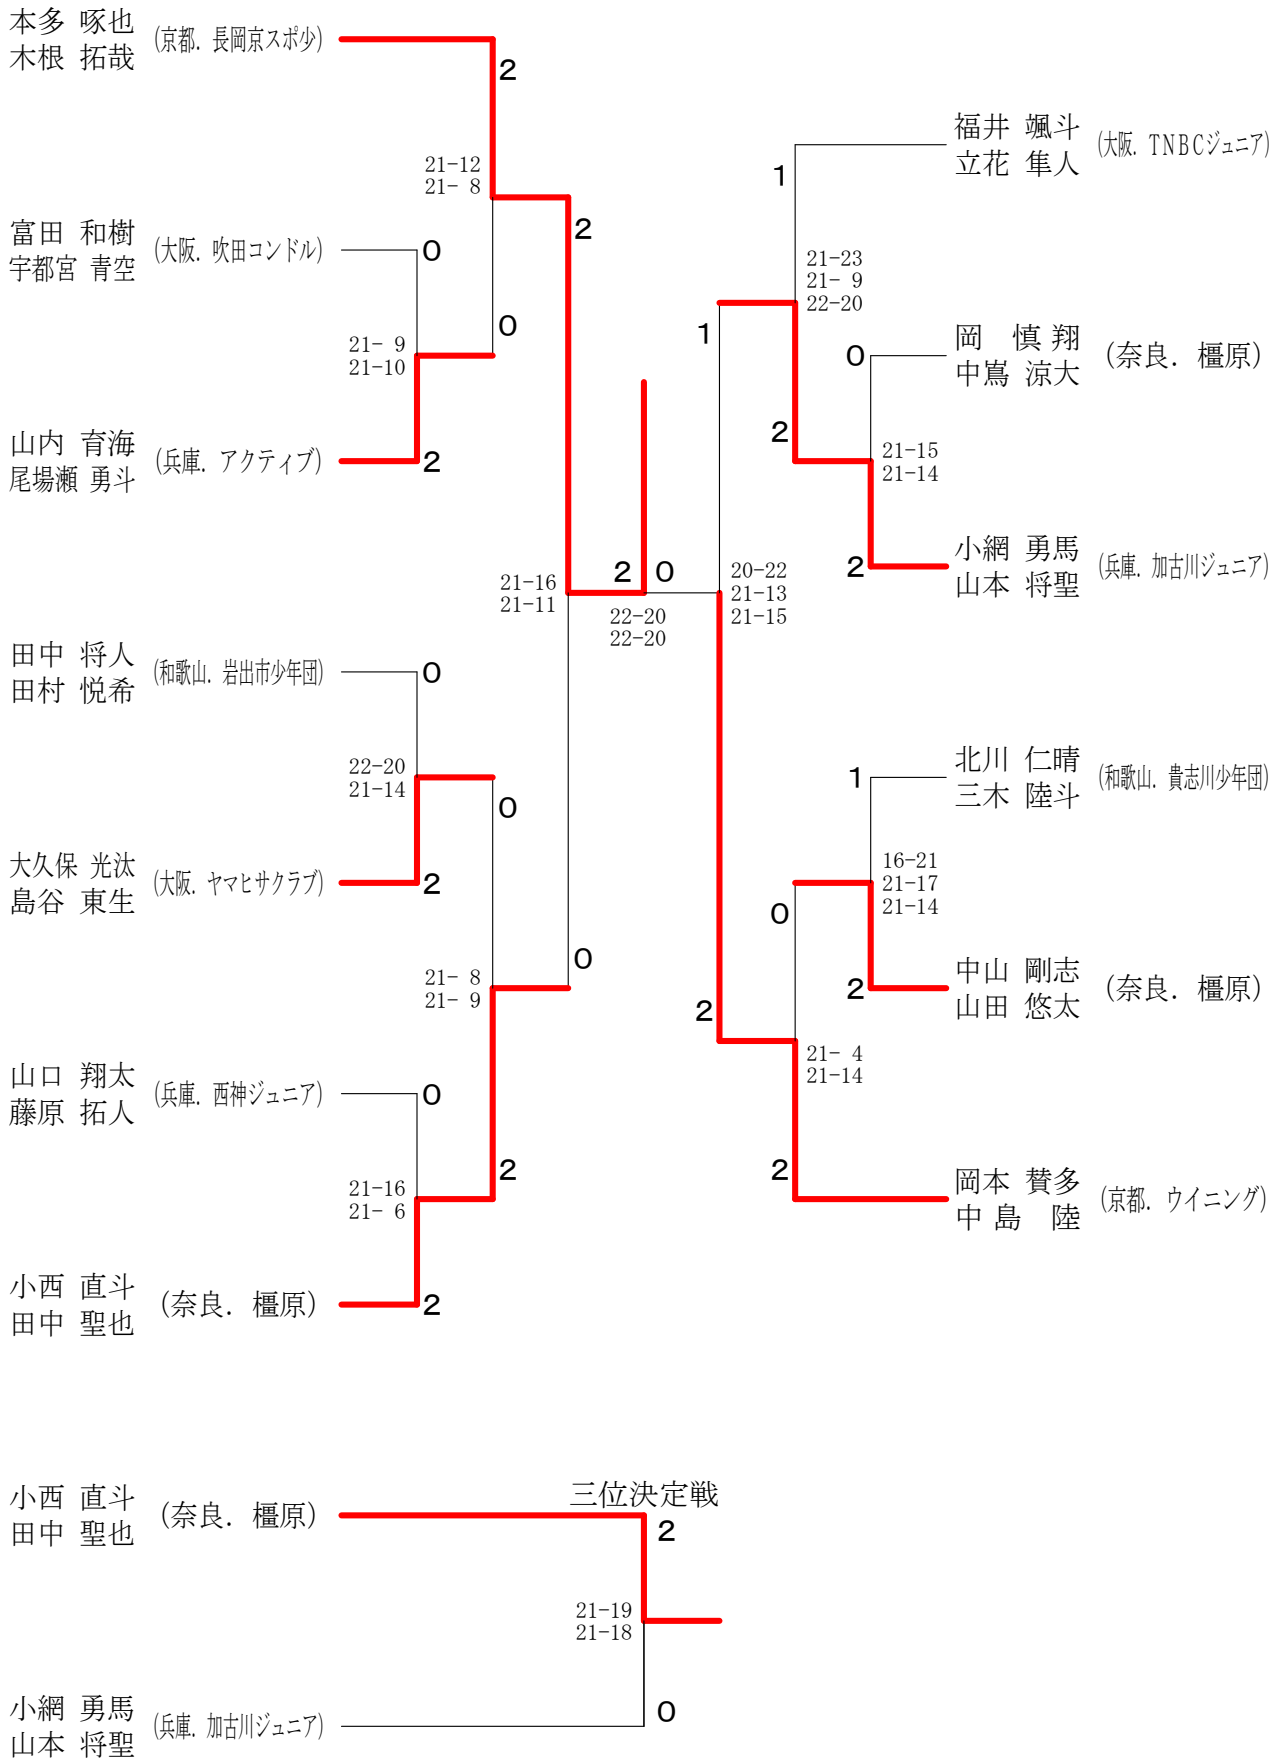 本多 啄也
木根 拓哉
(京都. 長岡京スポ少)
2
21-12
21- 8
富田 和樹
宇都宮 青空
(大阪. 吹田コンドル)
0
21- 9
21-10
0
山内 育海
尾場瀬 勇斗
(兵庫. アクティブ)
2
2
21-16
21-11
田中 将人
田村 悦希
(和歌山. 岩出市少年団)
0
22-20
21-14
0
大久保 光汰
島谷 東生
(大阪. ヤマヒサクラブ)
2
21- 8
21- 9
0
山口 翔太
藤原 拓人
(兵庫. 西神ジュニア)
0
21-16
21- 6
2
小西 直斗
田中 聖也
(奈良. 橿原)
2
2
0
22-20
22-20
福井 颯斗
立花 隼人
(大阪. TNBCジュニア)
1
21-23
21- 9
22-20
1
岡 慎翔
中嶌 涼大
(奈良. 橿原)
0
2
21-15
21-14
小網 勇馬
山本 将聖
(兵庫. 加古川ジュニア)
2
20-22
21-13
21-15
北川 仁晴
三木 陸斗
(和歌山. 貴志川少年団)
1
16-21
21-17
21-14
0
中山 剛志
山田 悠太
(奈良. 橿原)
2
2
21- 4
21-14
岡本 賛多
中島 陸
(京都. ウイニング)
2
三位決定戦
小西 直斗
田中 聖也
(奈良. 橿原)
2
21-19
21-18
小網 勇馬
山本 将聖
(兵庫. 加古川ジュニア)
0